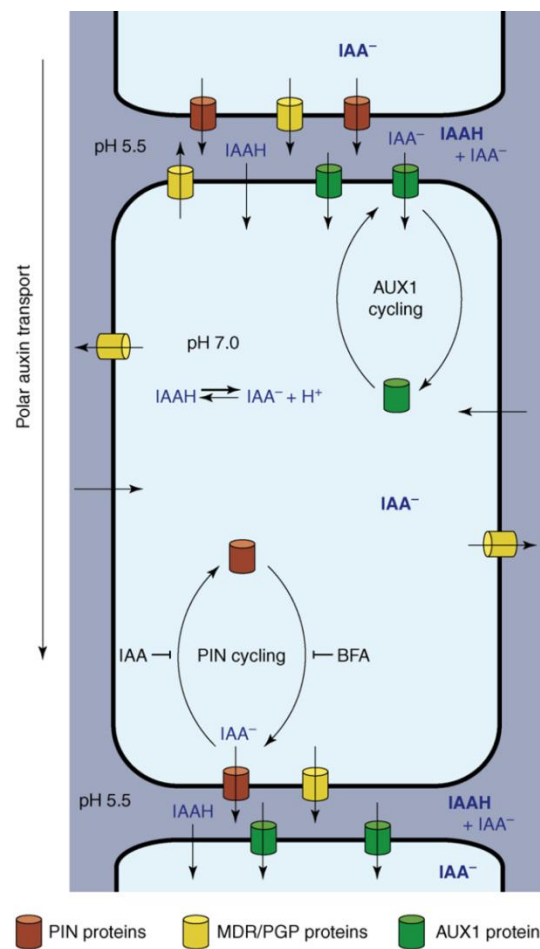 IAA⁻
pH 5.5
IAAH
IAA⁻
IAAH
+ IAA⁻
AUX1
cycling
Polar auxin transport
pH 7.0
IAAH
IAA⁻ + H⁺
IAA⁻
IAA
PIN cycling
BFA
IAA⁻
pH 5.5
IAAH
IAAH
+ IAA⁻
IAA⁻
PIN proteins
MDR/PGP proteins
AUX1 protein